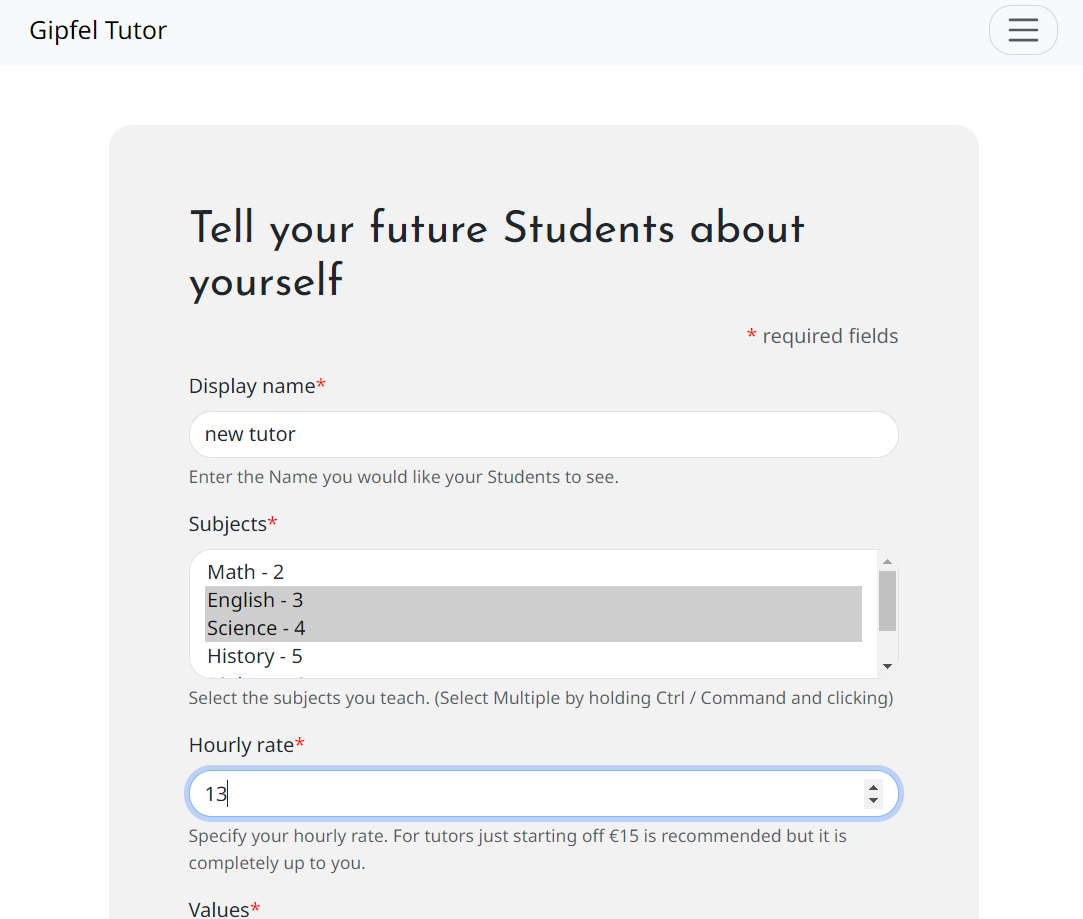 Gipfel Tutor
Tell your future Students about
yourself
* required fields
Display name*
new tutor
Enter the Name you would like your Students to see.
Subjects*
Math - 2
English - 3
Science - 4
History - 5
Select the subjects you teach. (Select Multiple by holding Ctrl / Command and clicking)
Hourly rate*
13
Specify your hourly rate. For tutors just starting off €15 is recommended but it is
completely up to you.
Values*